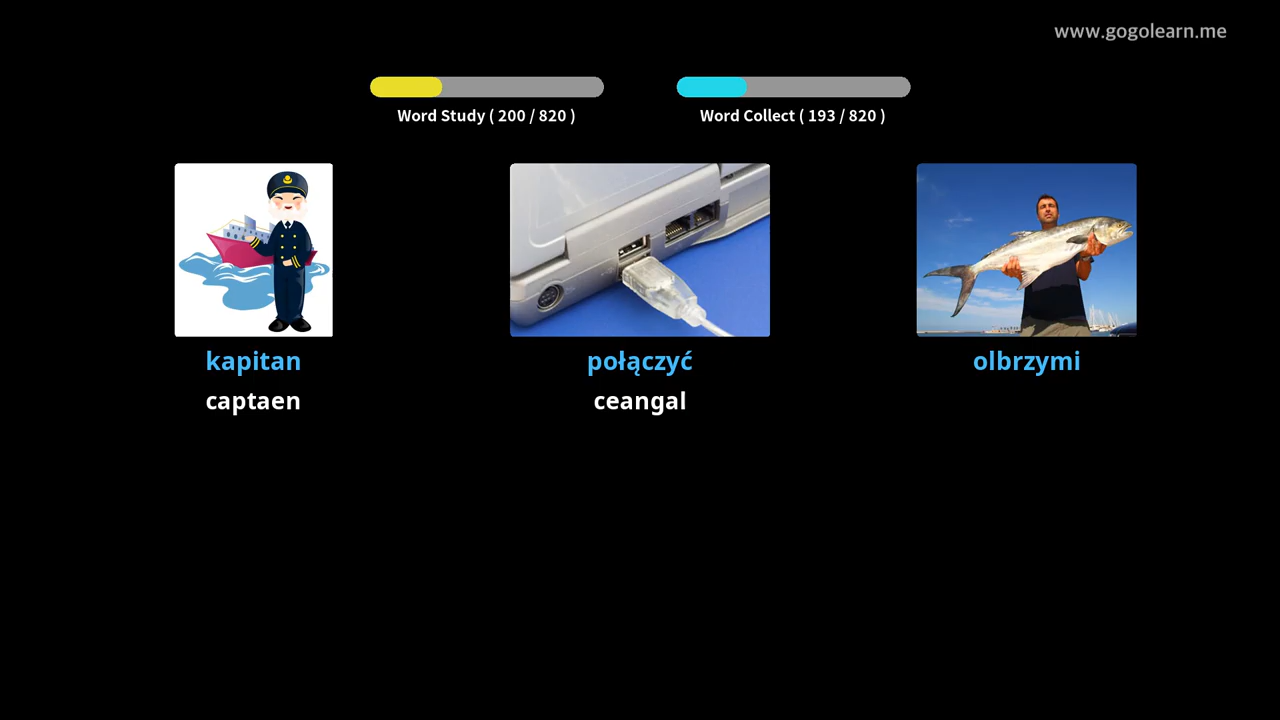 www.gogolearn.me
Word Study ( 200 / 820 )
Word Collect ( 193 / 820 )
kapitan
połączyć
olbrzymi
captaen
ceangal